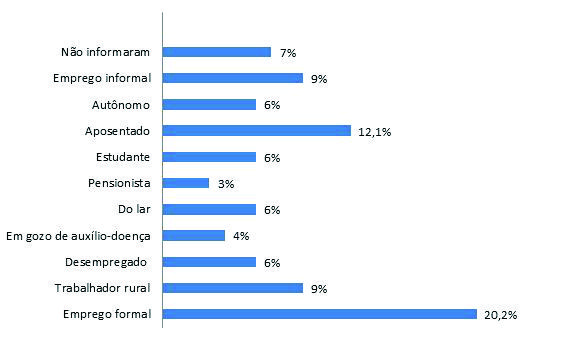 Não informaram 7%
Emprego informal 9%
Autônomo 6%
Aposentado 12,1%
Estudante 6%
Pensionista 3%
Do lar 6%
Em gozo de auxílio-doença 4%
Desempregado 6%
Trabalhador rural 9%
Emprego formal 20,2%